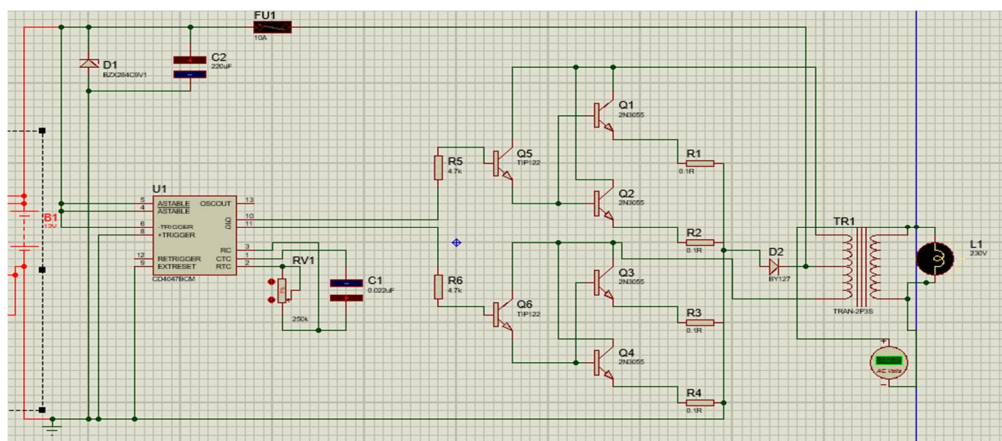 FU1
10A
D1
BZX284C9V1
C2
220uF
Q1
2N3055
Q5
TIP122
R5
4.7k
R1
0.1R
U1
5
4
6
8
12
9
ASTABLE
ASTABLE
-TRIGGER
+TRIGGER
RETRIGGER
EXTRESET
OSCOUT
Q
Q
RC
CTC
RTC
13
10
11
3
1
2
CD4047BCM
B1
12V
Q2
2N3055
R2
0.1R
TR1
TRAN-2P3S
L1
230V
D2
BY127
RV1
250k
C1
0.022uF
R6
4.7k
Q3
2N3055
Q6
TIP122
R3
0.1R
Q4
2N3055
R4
0.1R
+
AC Volts
-